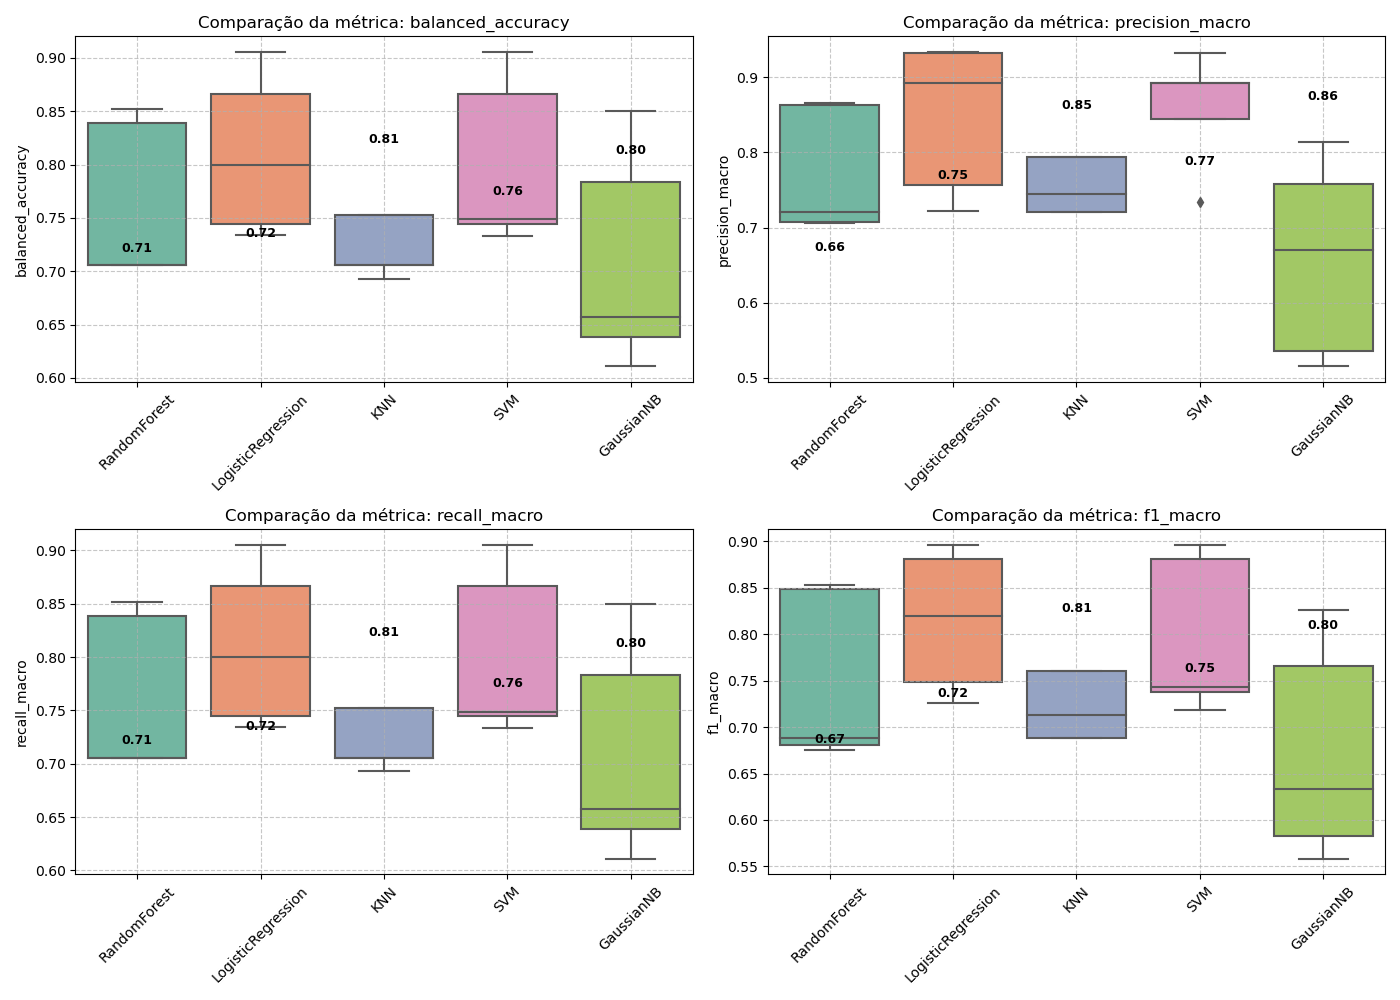 Comparação da métrica: balanced_accuracy
balanced_accuracy
0.90
0.85
0.80
0.75
0.70
0.65
0.60
0.71
0.72
0.81
0.76
0.80
RandomForest
LogisticRegression
KNN
SVM
GaussianNB
Comparação da métrica: precision_macro
precision_macro
0.9
0.8
0.7
0.6
0.5
0.66
0.75
0.85
0.77
0.86
RandomForest
LogisticRegression
KNN
SVM
GaussianNB
Comparação da métrica: recall_macro
recall_macro
0.90
0.85
0.80
0.75
0.70
0.65
0.60
0.71
0.72
0.81
0.76
0.80
RandomForest
LogisticRegression
KNN
SVM
GaussianNB
Comparação da métrica: f1_macro
f1_macro
0.90
0.85
0.80
0.75
0.70
0.65
0.60
0.55
0.67
0.72
0.81
0.75
0.80
RandomForest
LogisticRegression
KNN
SVM
GaussianNB